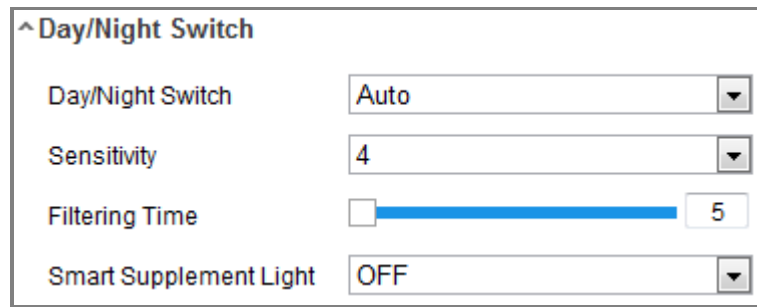 Day/Night Switch
Day/Night Switch Auto
Sensitivity 4
Filtering Time 5
Smart Supplement Light OFF